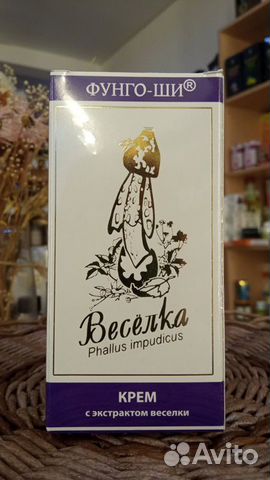 ФУНГО-ШИ®
Весёлка
Phallus impudicus
КРЕМ
с экстрактом веселки
Avito